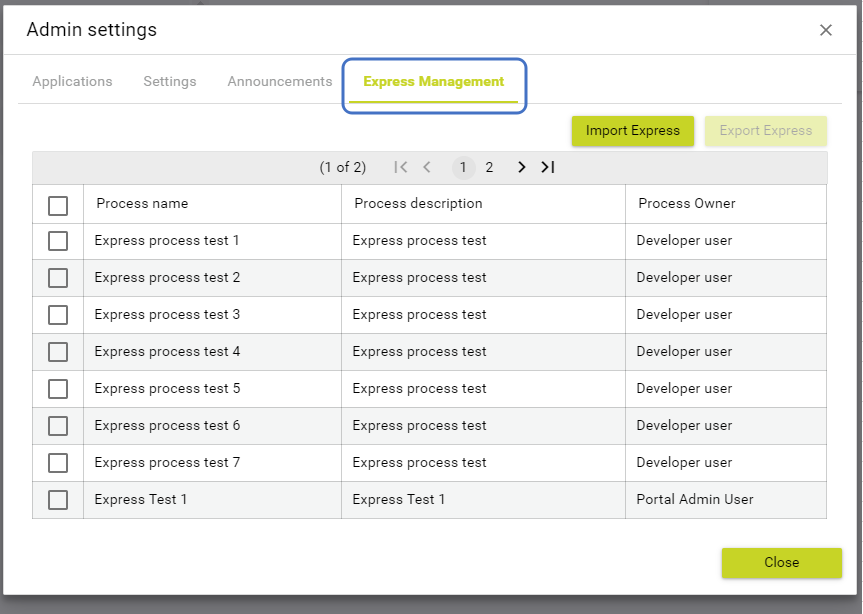 Admin settings
Applications Settings Announcements Express Management
Import Express Export Express
(1 of 2) 1 2
Process name Process description Process Owner
Express process test 1 Express process test Developer user
Express process test 2 Express process test Developer user
Express process test 3 Express process test Developer user
Express process test 4 Express process test Developer user
Express process test 5 Express process test Developer user
Express process test 6 Express process test Developer user
Express process test 7 Express process test Developer user
Express Test 1 Express Test 1 Portal Admin User
Close